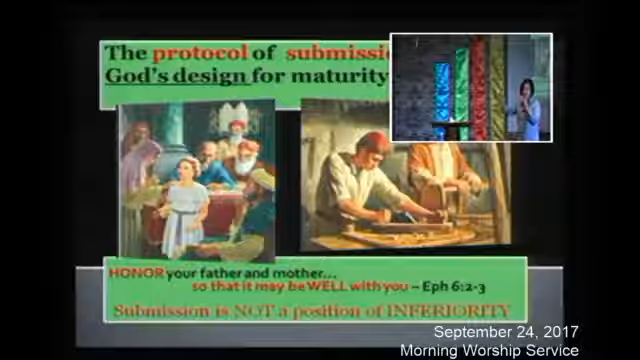 The protocol of submissi
God's design for maturity
HONOR your father and mother...
so that it may be WELL with you – Eph 6:2-3
Submission is NOT a position of INFERIORITY
September 24, 2017
Morning Worship Service